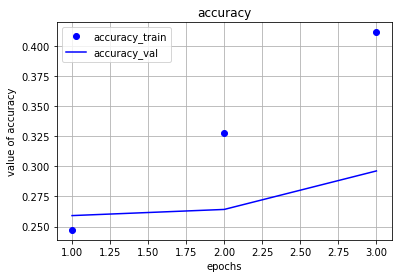 accuracy
accuracy_train
accuracy_val
value of accuracy
0.400
0.375
0.350
0.325
0.300
0.275
0.250
1.00 1.25 1.50 1.75 2.00 2.25 2.50 2.75 3.00
epochs